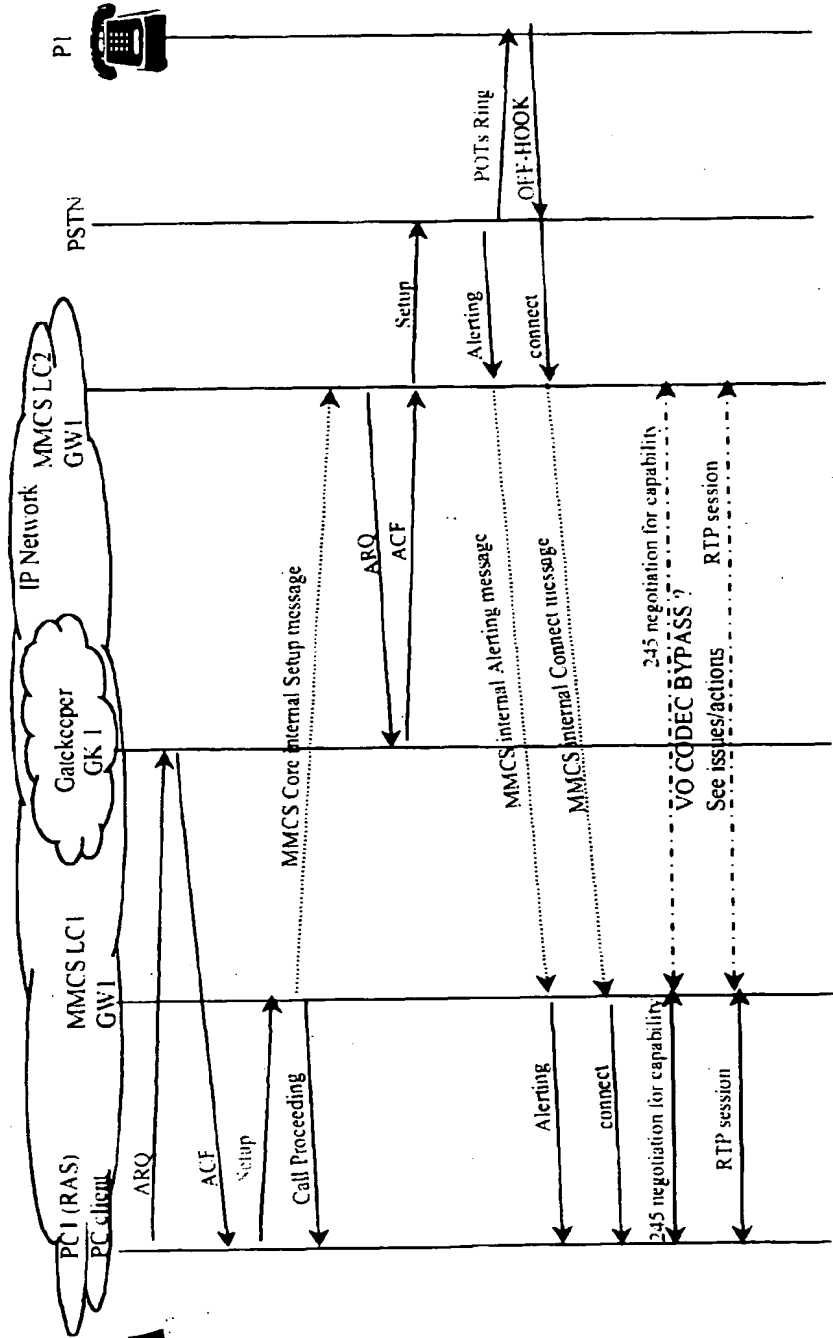 PC1 (RAS)
PC client
MMCS LC1
GW1
Gatekeeper
GK 1
IP Network
MMCS LC2
GW1
PSTN
P1
ARQ
ACF
Setup
Call Proceeding
MMCS Core internal Setup message
ARQ
ACF
Setup
Alerting
POTs Ring
OFF-HOOK
connect
MMCS internal Alerting message
MMCS internal Connect message
Alerting
connect
245 negotiation for capability
245 negotiation for capability
VO CODEC BYPASS ?
See issues/actions
RTP session
RTP session